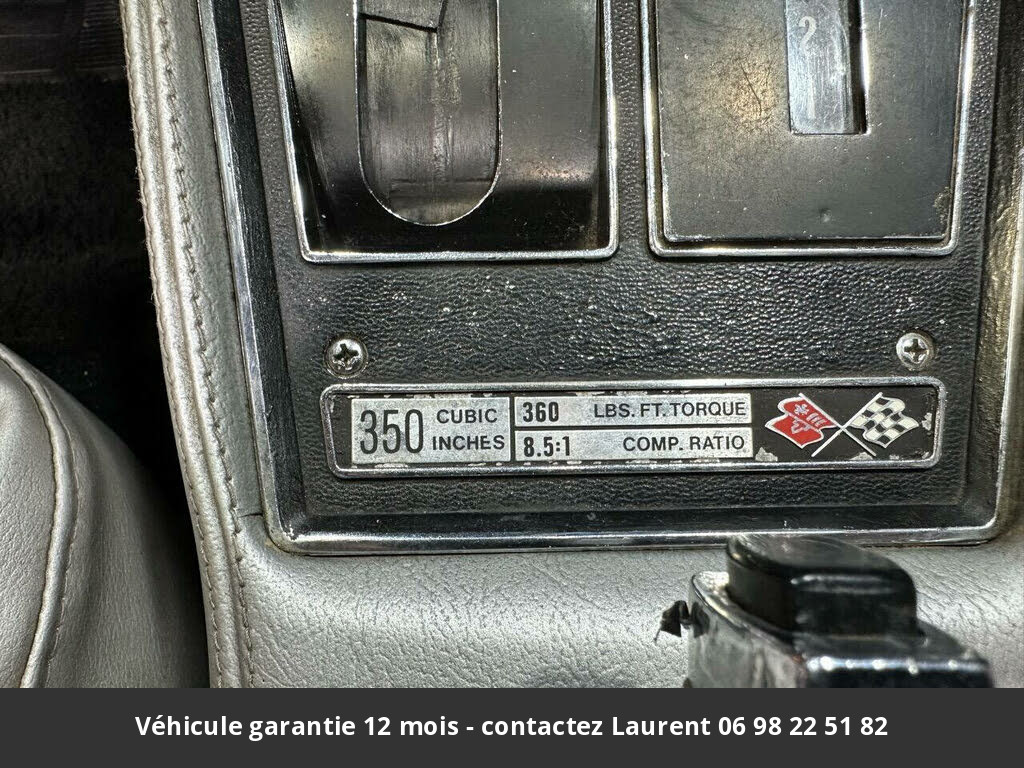 2
350 CUBIC INCHES
360 LBS. FT. TORQUE
8.5:1 COMP. RATIO
Véhicule garantie 12 mois - contactez Laurent 06 98 22 51 82